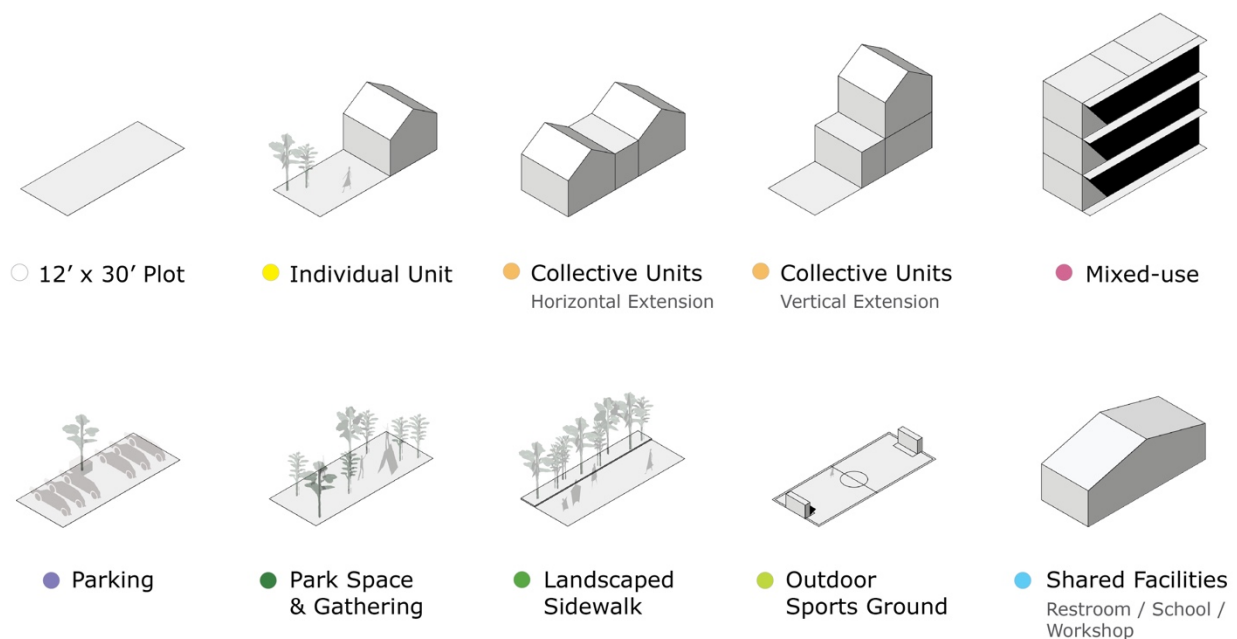 12’ x 30’ Plot
Individual Unit
Collective Units
Horizontal Extension
Collective Units
Vertical Extension
Mixed-use
Parking
Park Space
& Gathering
Landscaped
Sidewalk
Outdoor
Sports Ground
Shared Facilities
Restroom / School /
Workshop